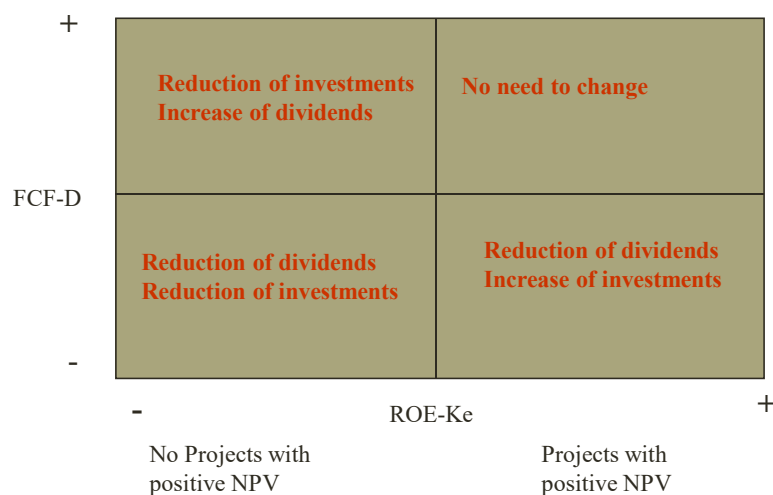 +
Reduction of investments
Increase of dividends
No need to change
FCF-D
Reduction of dividends
Reduction of investments
Reduction of dividends
Increase of investments
-
-
ROE-Ke
+
No Projects with
positive NPV
Projects with
positive NPV